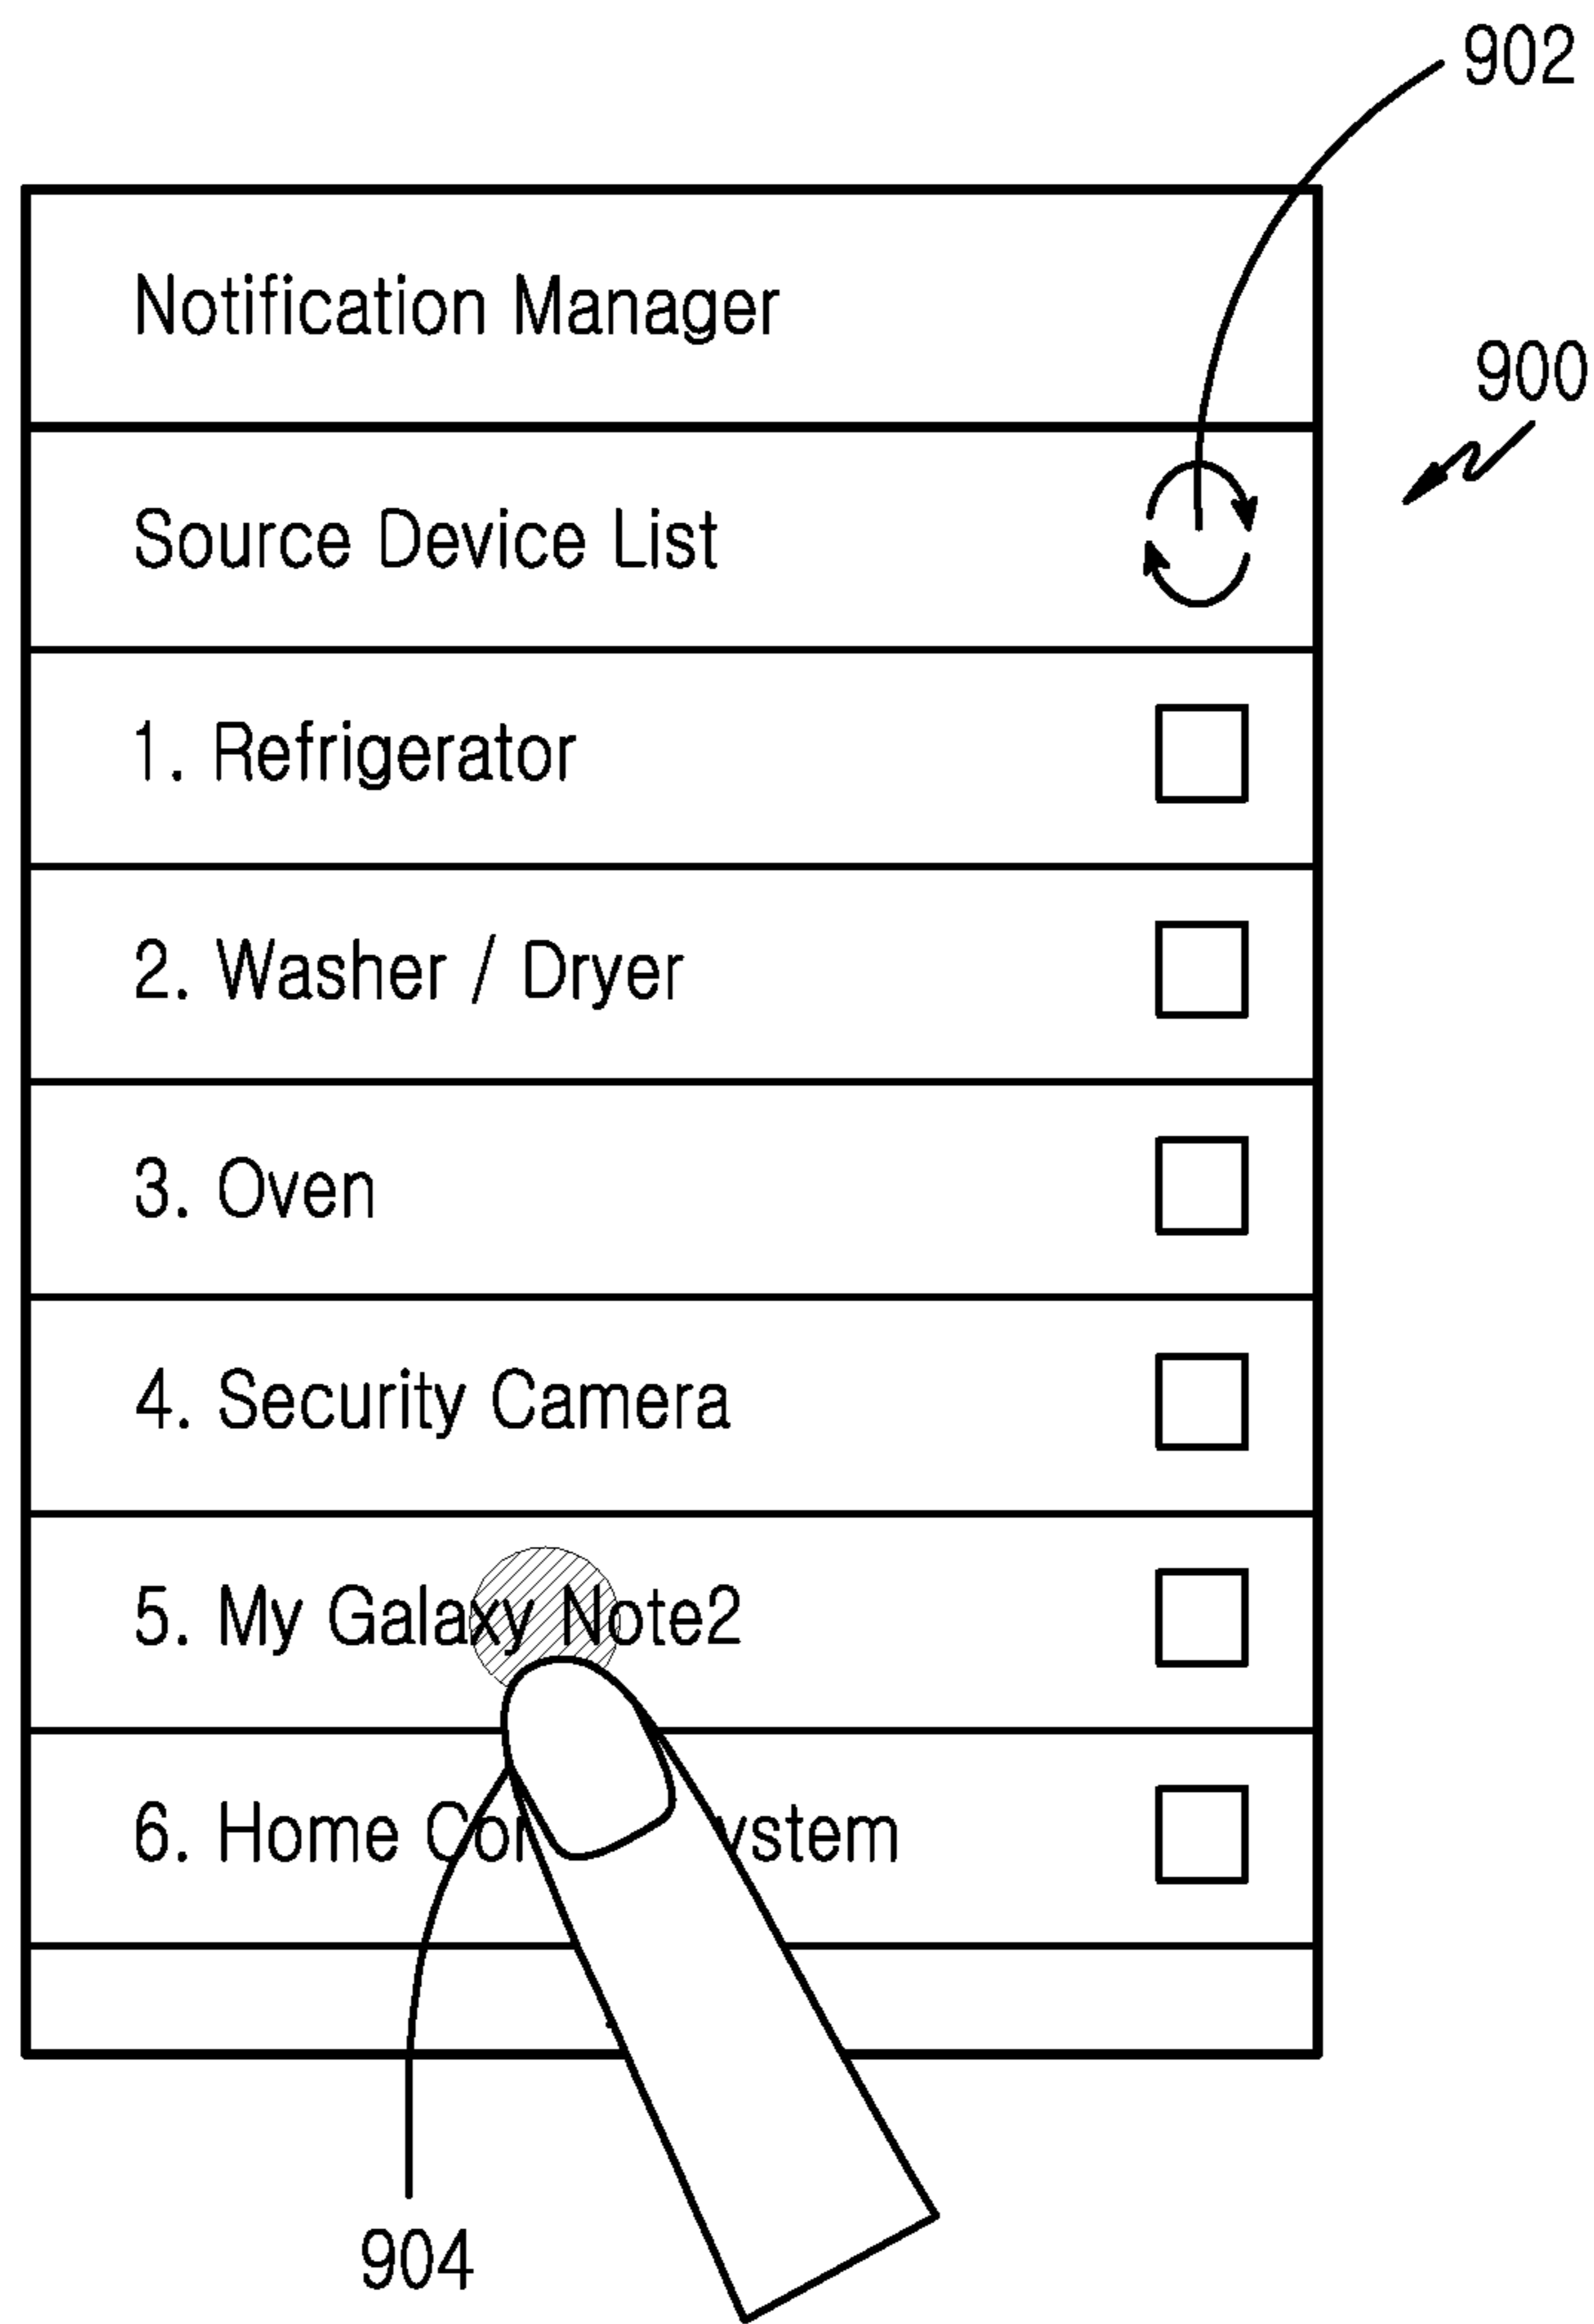 902
Notification Manager
900
Source Device List
1. Refrigerator
2. Washer / Dryer
3. Oven
4. Security Camera
5. My Galaxy Note2
6. Home
904